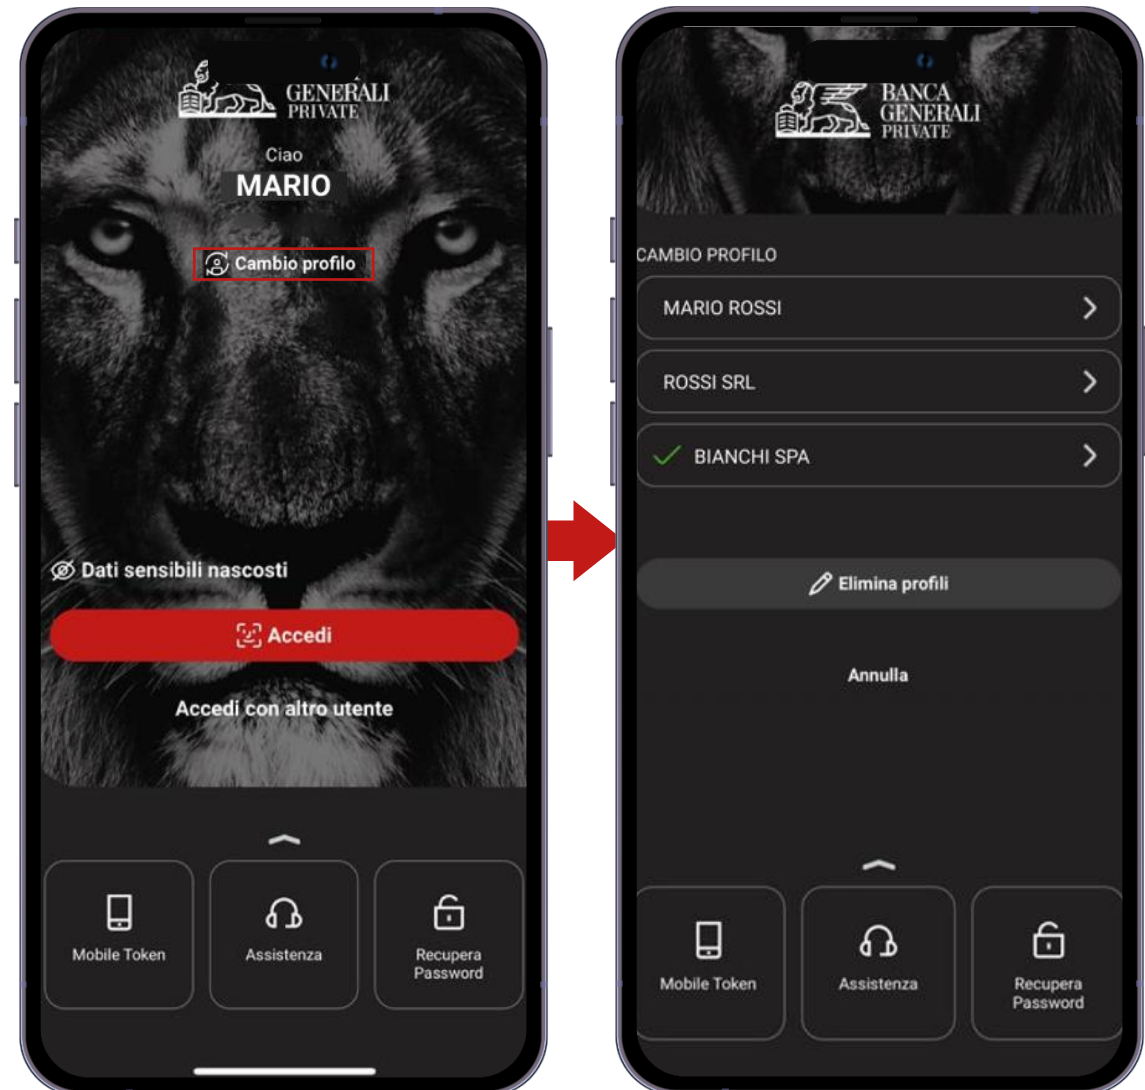 GENERALI
PRIVATE
Ciao
MARIO
Cambio profilo
Dati sensibili nascosti
Accedi
Accedi con altro utente
Mobile Token
Assistenza
Recupera
Password
BANCA
GENERALI
PRIVATE
CAMBIO PROFILO
MARIO ROSSI
ROSSI SRL
BIANCHI SPA
Elimina profili
Annulla
Mobile Token
Assistenza
Recupera
Password